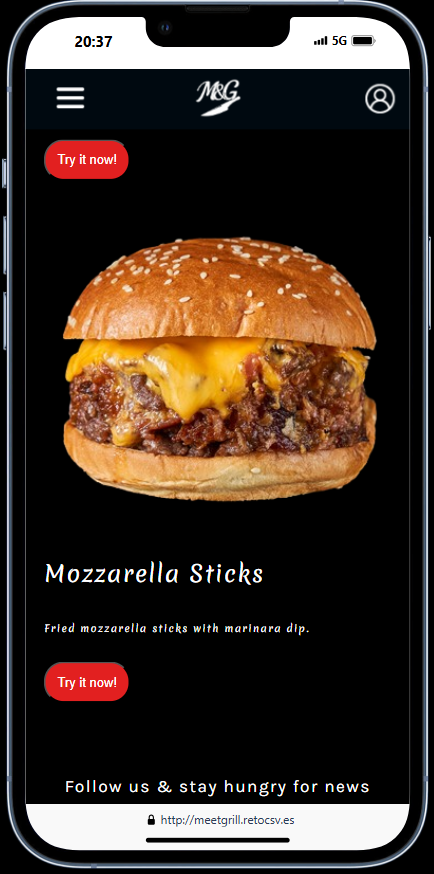 20:37
5G
M&G
Try it now!
Mozzarella Sticks
Fried mozzarella sticks with marinara dip.
Try it now!
Follow us & stay hungry for news
http://meetgrill.retocsv.es